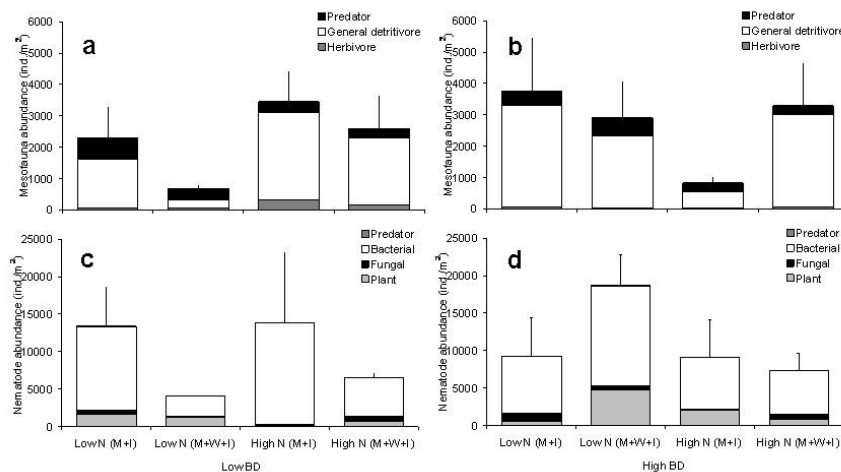 a
Predator
General detritivore
Herbivore
Mesofauna abundance (ind./m²)
6000
5000
4000
3000
2000
1000
0
b
Predator
General detritivore
Herbivore
Mesofauna abundance (ind./m²)
6000
5000
4000
3000
2000
1000
0
c
Predator
Bacterial
Fungal
Plant
Nematode abundance (ind./m²)
25000
20000
15000
10000
5000
0
Low N (M+I) Low N (M+W+I) High N (M+I) High N (M+W+I)
Low BD
d
Predator
Bacterial
Fungal
Plant
Nematode abundance (ind./m²)
25000
20000
15000
10000
5000
0
Low N (M+I) Low N (M+W+I) High N (M+I) High N (M+W+I)
High BD